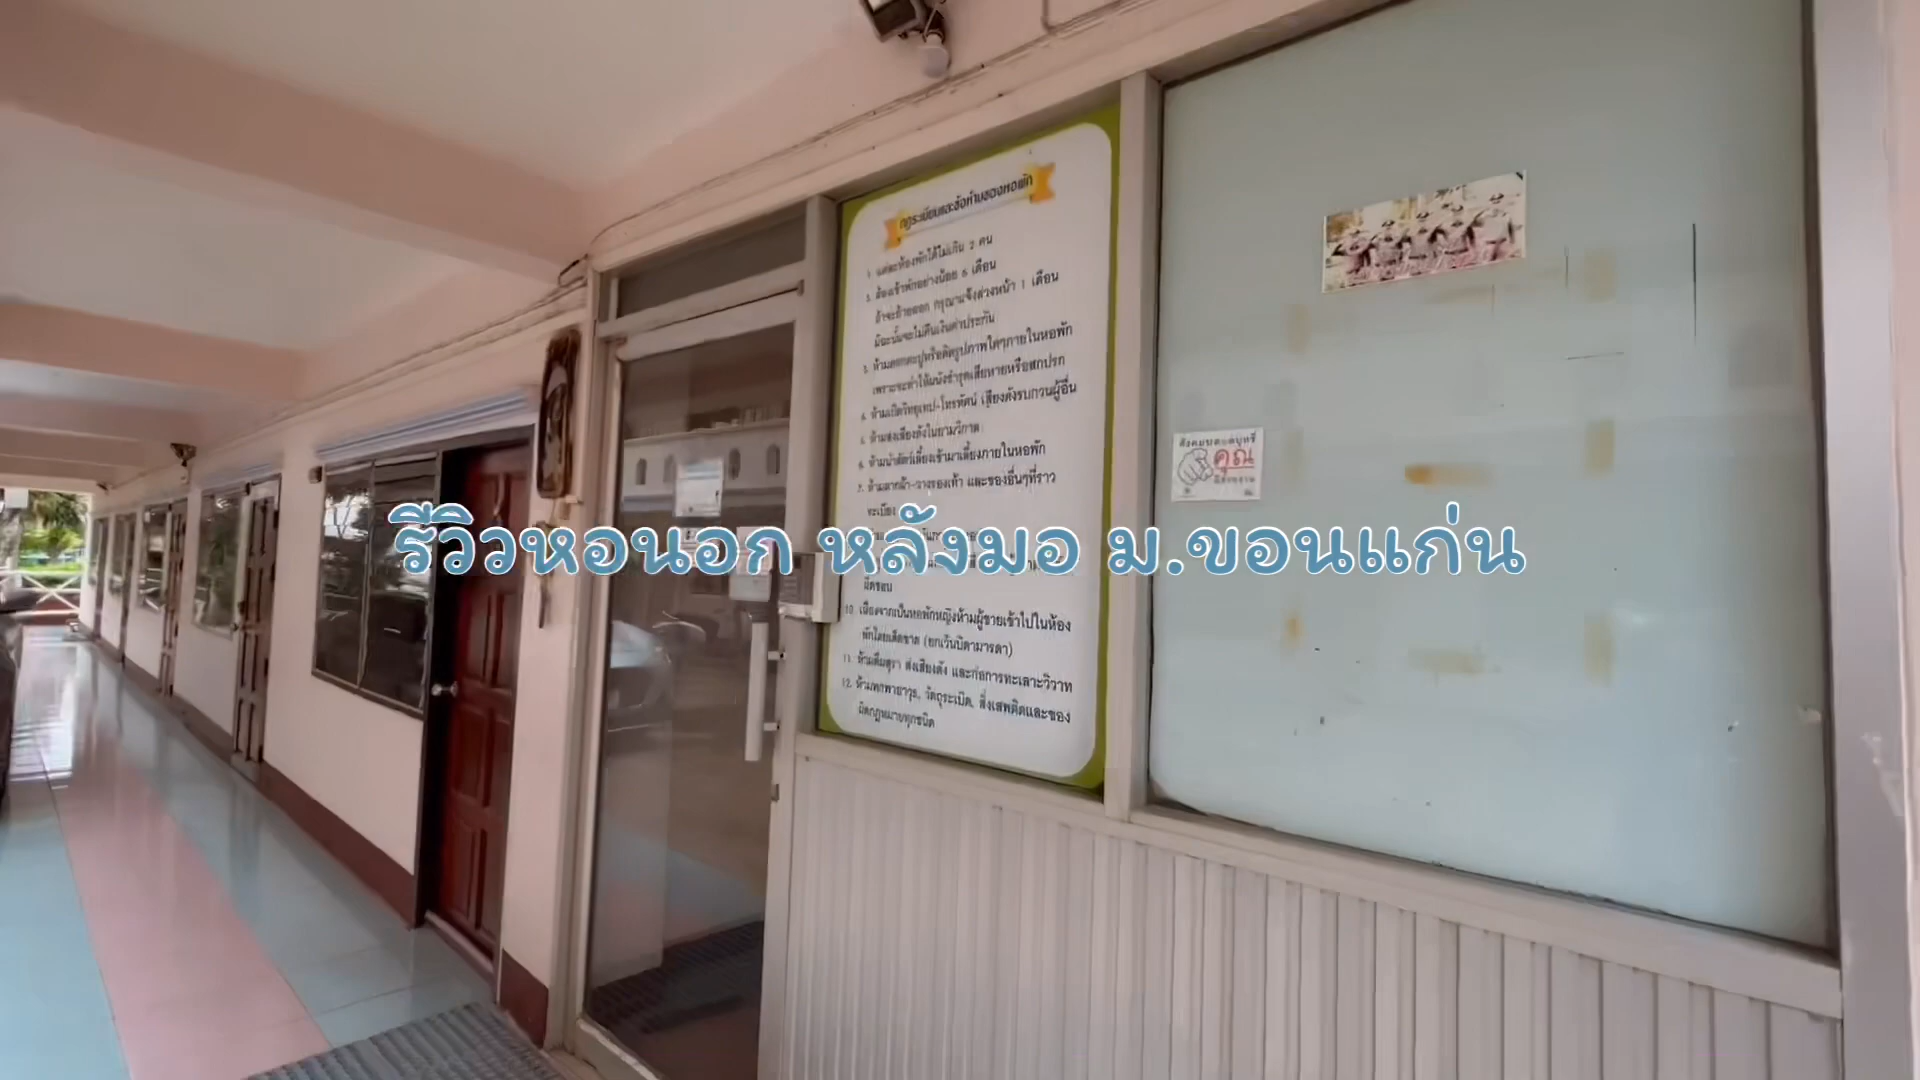 กฎระเบียบและข้อห้ามของหอพัก
1. แต่ละห้องพักได้ไม่เกิน 2 คน
2. ต้องเข้าพักอย่างน้อย 6 เดือน
ถ้าจะย้ายออก กรุณาแจ้งล่วงหน้า 1 เดือน
มิฉะนั้นจะไม่คืนเงินค่าประกัน
3. ห้ามตอกตะปูหรือติดรูปภาพใดๆภายในหอพัก
เพราะจะทำให้ผนังชำรุดเสียหายหรือสกปรก
4. ห้ามเปิดวิทยุเทป-โทรทัศน์ เสียงดังรบกวนผู้อื่น
5. ห้ามส่งเสียงดังในยามวิกาล
6. ห้ามนำสัตว์เลี้ยงเข้ามาเลี้ยงภายในหอพัก
7. ห้ามตากผ้า-วางรองเท้า และของอื่นๆที่ราว
ระเบียง
รีวิวหอนอก หลังมอ ม.ขอนแก่น
10. เนื่องจากเป็นหอพักหญิงห้ามผู้ชายเข้าไปในห้อง
พักโดยเด็ดขาด (ยกเว้นบิดามารดา)
11. ห้ามดื่มสุรา ส่งเสียงดัง และก่อการทะเลาะวิวาท
12. ห้ามพกพาอาวุธ, วัตถุระเบิด, สิ่งเสพติดและของ
ผิดกฎหมายทุกชนิด
คุณ